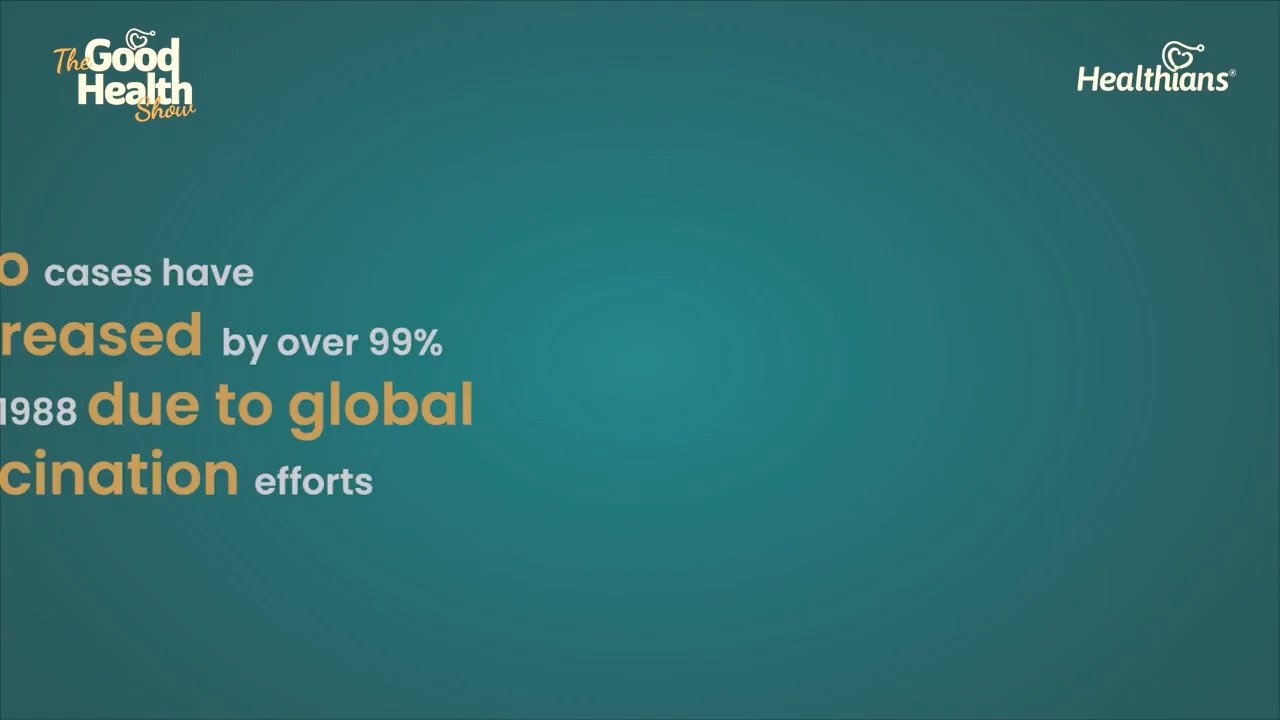 The Good
Health
Show
Healthians®
o cases have
reased by over 99%
1988 due to global
cination efforts